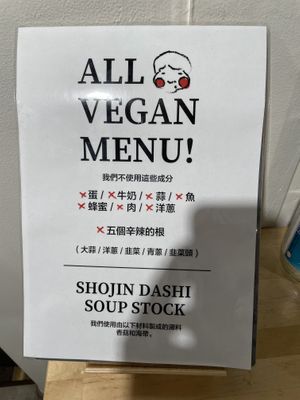 ALL
VEGAN
MENU!
我們不使用這些成分
×蛋 / ×牛奶 / ×蒜 / ×魚
×蜂蜜 / ×肉 / ×洋蔥
×五個辛辣的根
（大蒜 / 洋蔥 / 韭菜 / 青蔥 / 韭菜頭）
SHOJIN DASHI
SOUP STOCK
我們使用由以下材料製成的湯料
香菇和海帶。